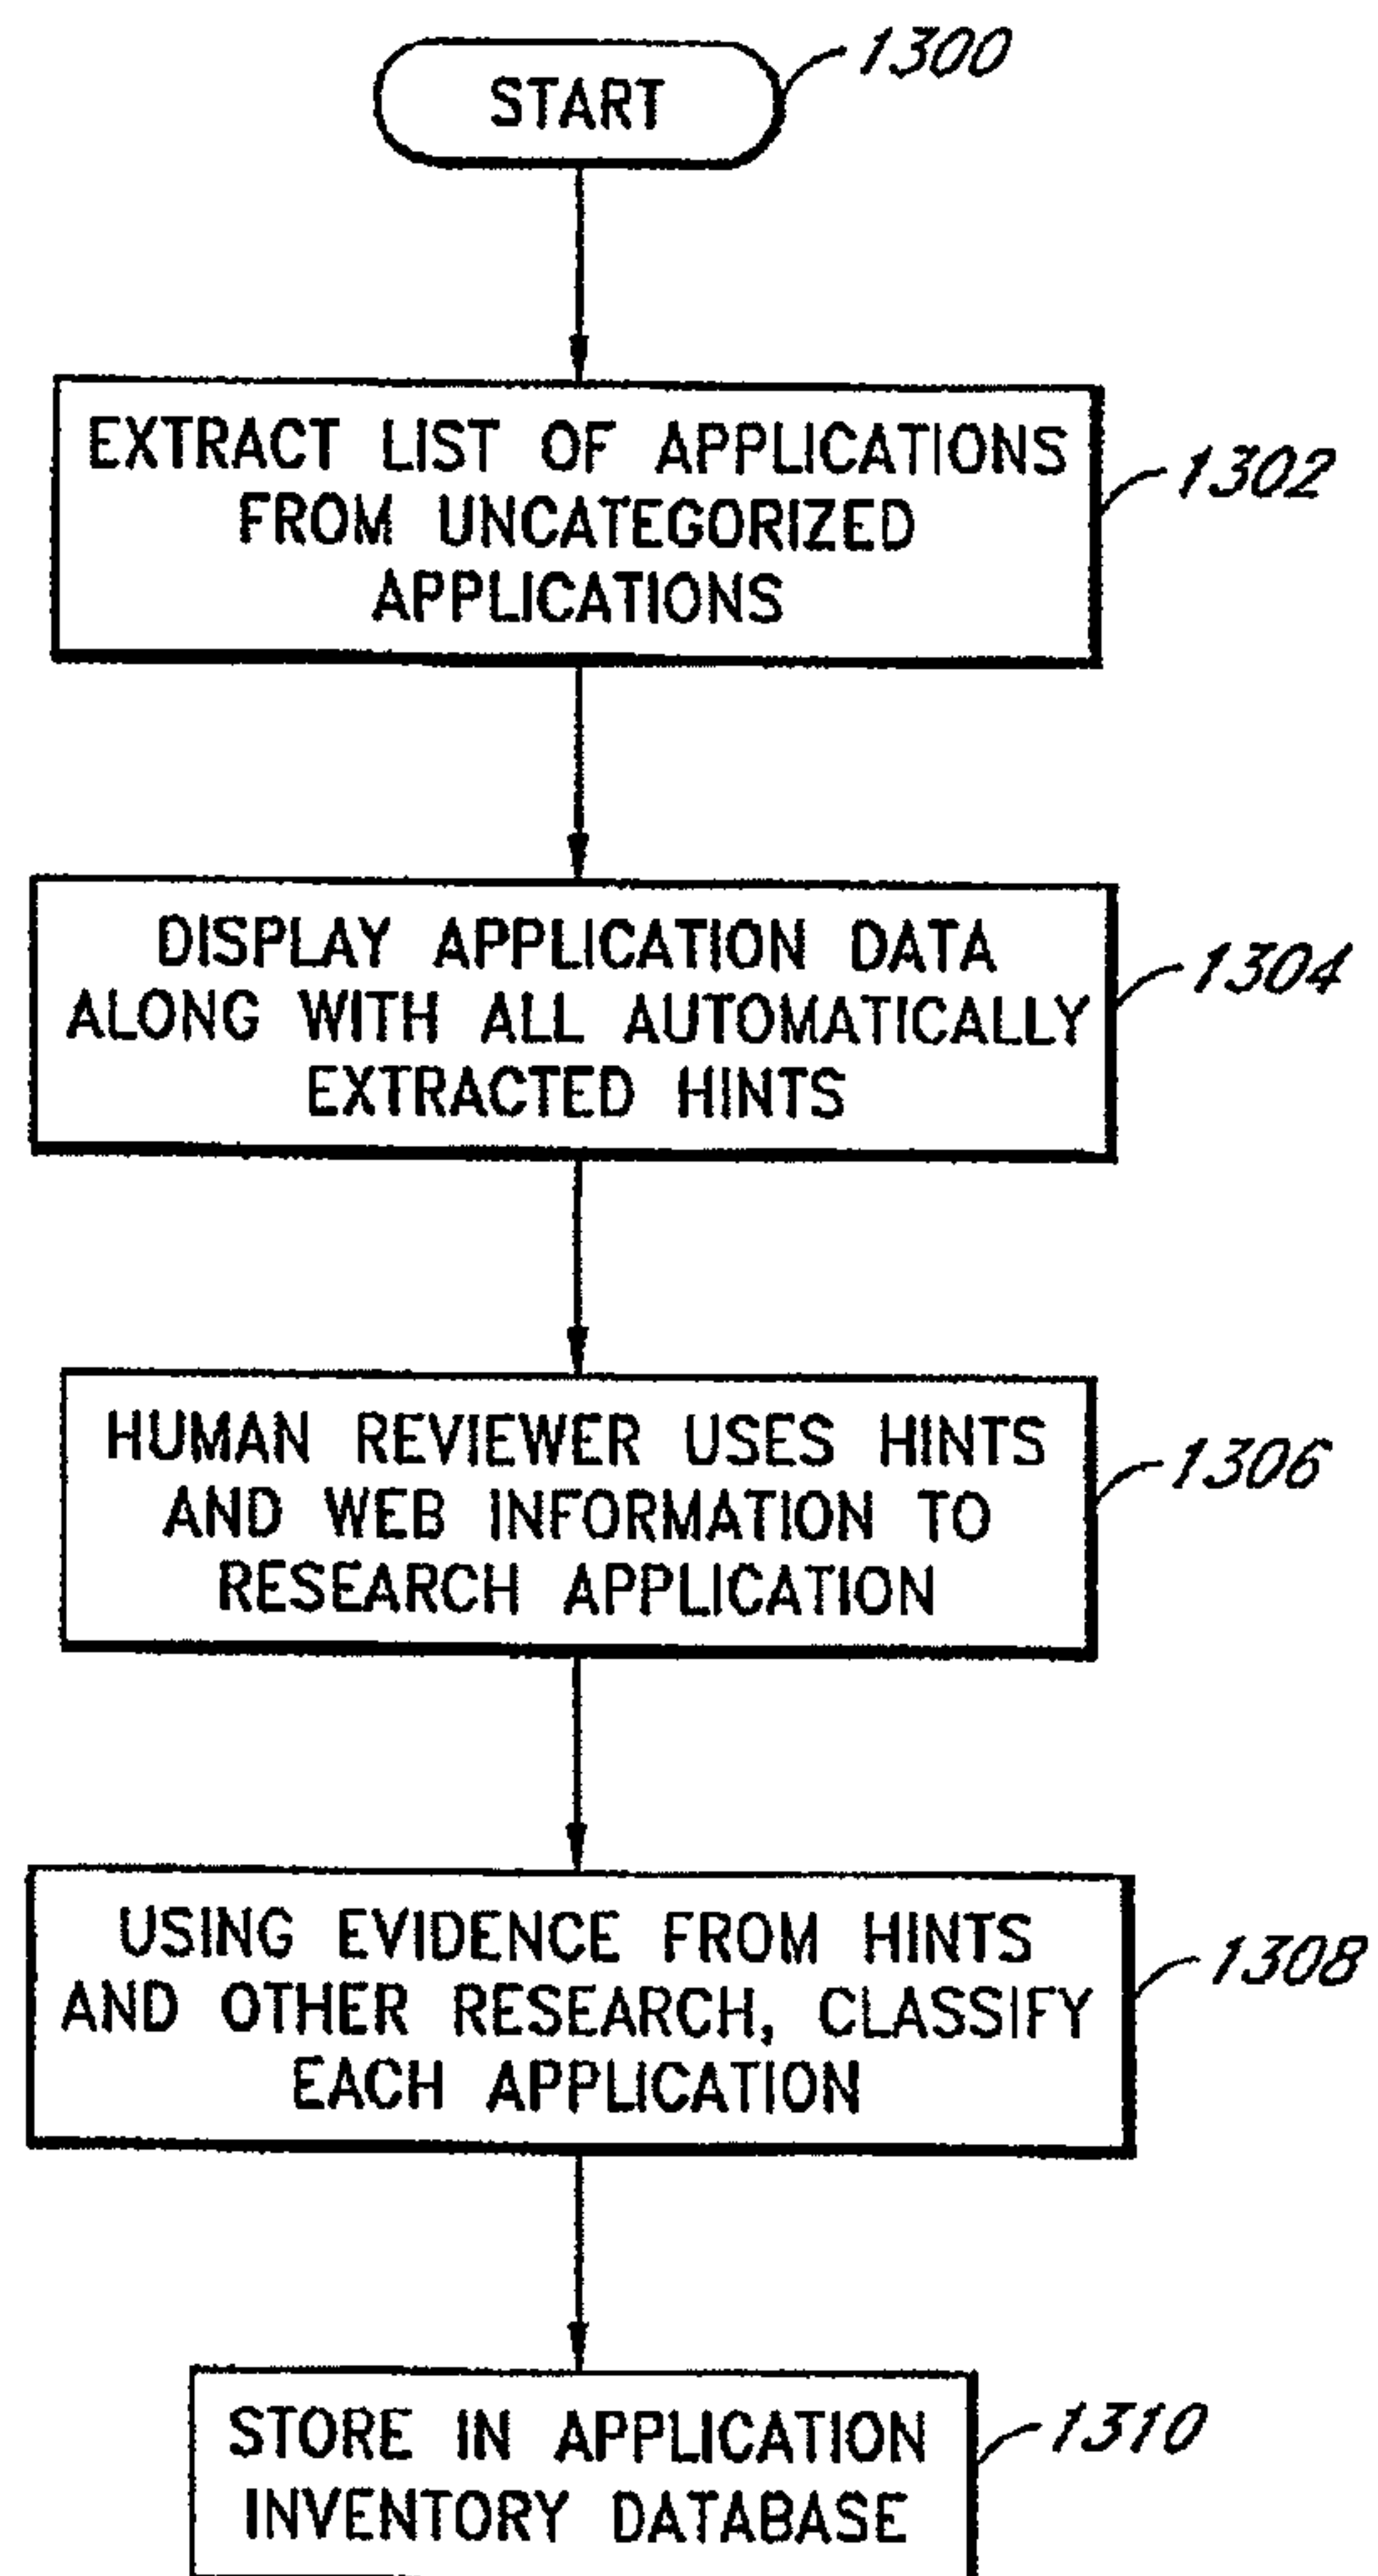 START
1300
EXTRACT LIST OF APPLICATIONS
FROM UNCATEGORIZED
APPLICATIONS
1302
DISPLAY APPLICATION DATA
ALONG WITH ALL AUTOMATICALLY
EXTRACTED HINTS
1304
HUMAN REVIEWER USES HINTS
AND WEB INFORMATION TO
RESEARCH APPLICATION
1306
USING EVIDENCE FROM HINTS
AND OTHER RESEARCH, CLASSIFY
EACH APPLICATION
1308
STORE IN APPLICATION
INVENTORY DATABASE
1310